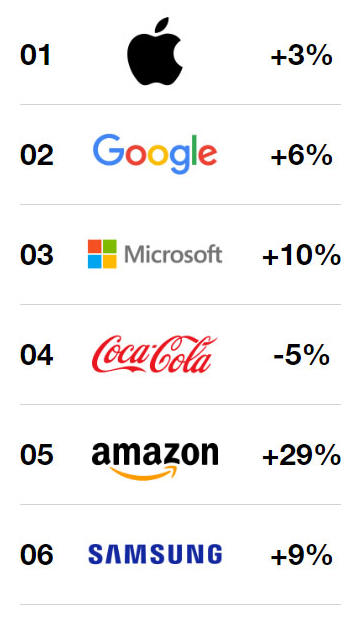 01 +3%
02 Google +6%
03 Microsoft +10%
04 Coca-Cola -5%
05 amazon +29%
06 SAMSUNG +9%